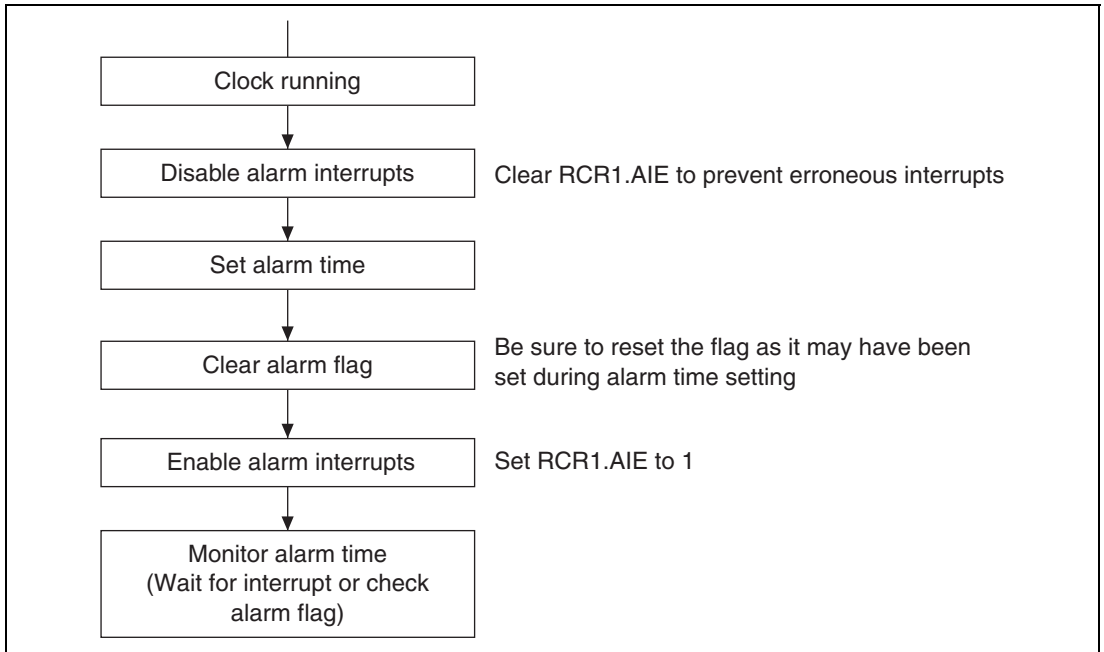 Clock running
Disable alarm interrupts
Clear RCR1.AIE to prevent erroneous interrupts
Set alarm time
Clear alarm flag
Be sure to reset the flag as it may have been
set during alarm time setting
Enable alarm interrupts
Set RCR1.AIE to 1
Monitor alarm time
(Wait for interrupt or check
alarm flag)